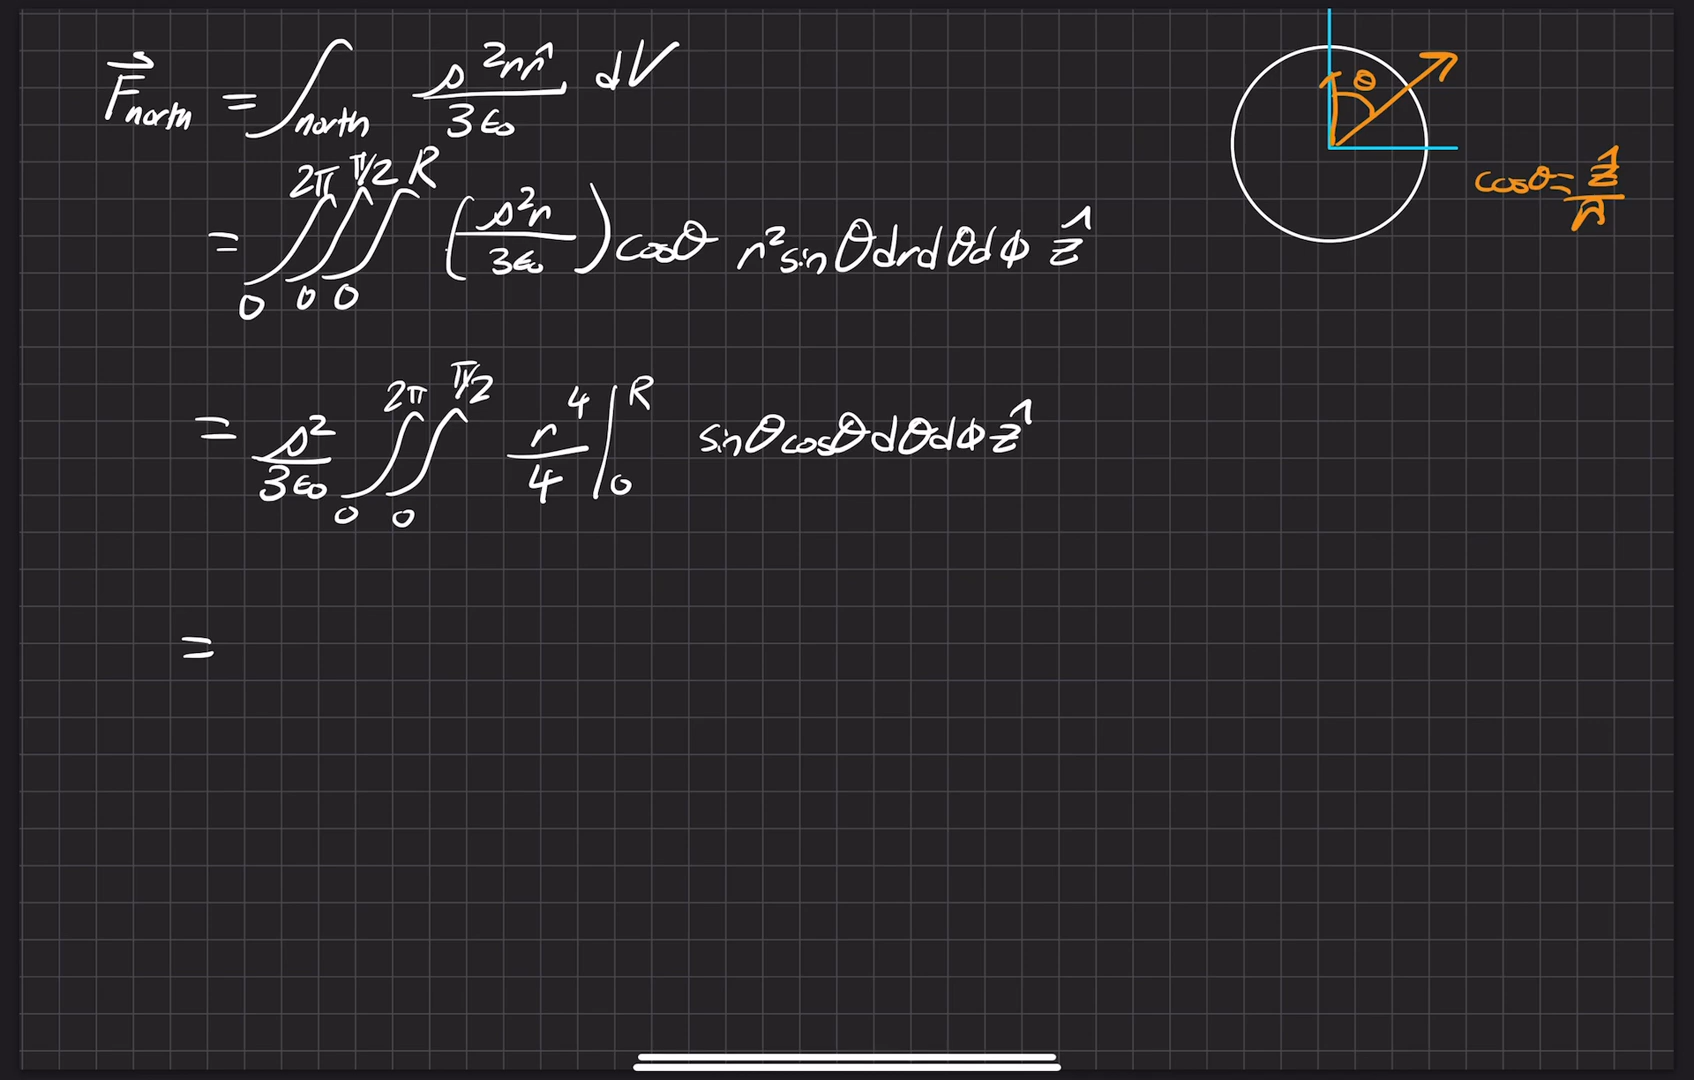 F⃗north = ∫north ρ²r r̂ / 3ε₀ dV
= ∫₀^2π ∫₀^π/2 ∫₀^R (ρ²r / 3ε₀) cosθ r² sinθ dr dθ dϕ ẑ
= ρ² / 3ε₀ ∫₀^2π ∫₀^π/2 r⁴/4 |₀^R sinθ cosθ dθ dϕ ẑ
=
θ
cosθ = ẑ / r̂